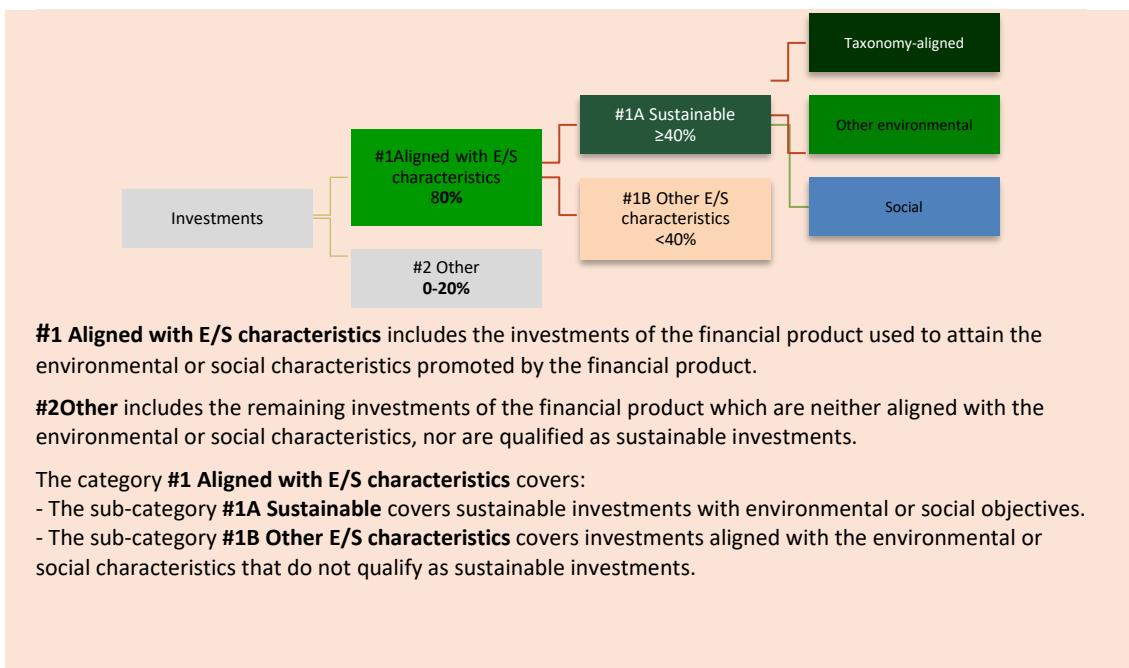 Taxonomy-aligned
#1A Sustainable
≥40%
Other environmental
#1Aligned with E/S
characteristics
80%
#1B Other E/S
characteristics
<40%
Investments
Social
#2 Other
0-20%
#1 Aligned with E/S characteristics includes the investments of the financial product used to attain the
environmental or social characteristics promoted by the financial product.
#2Other includes the remaining investments of the financial product which are neither aligned with the
environmental or social characteristics, nor are qualified as sustainable investments.
The category #1 Aligned with E/S characteristics covers:
- The sub-category #1A Sustainable covers sustainable investments with environmental or social objectives.
- The sub-category #1B Other E/S characteristics covers investments aligned with the environmental or
social characteristics that do not qualify as sustainable investments.